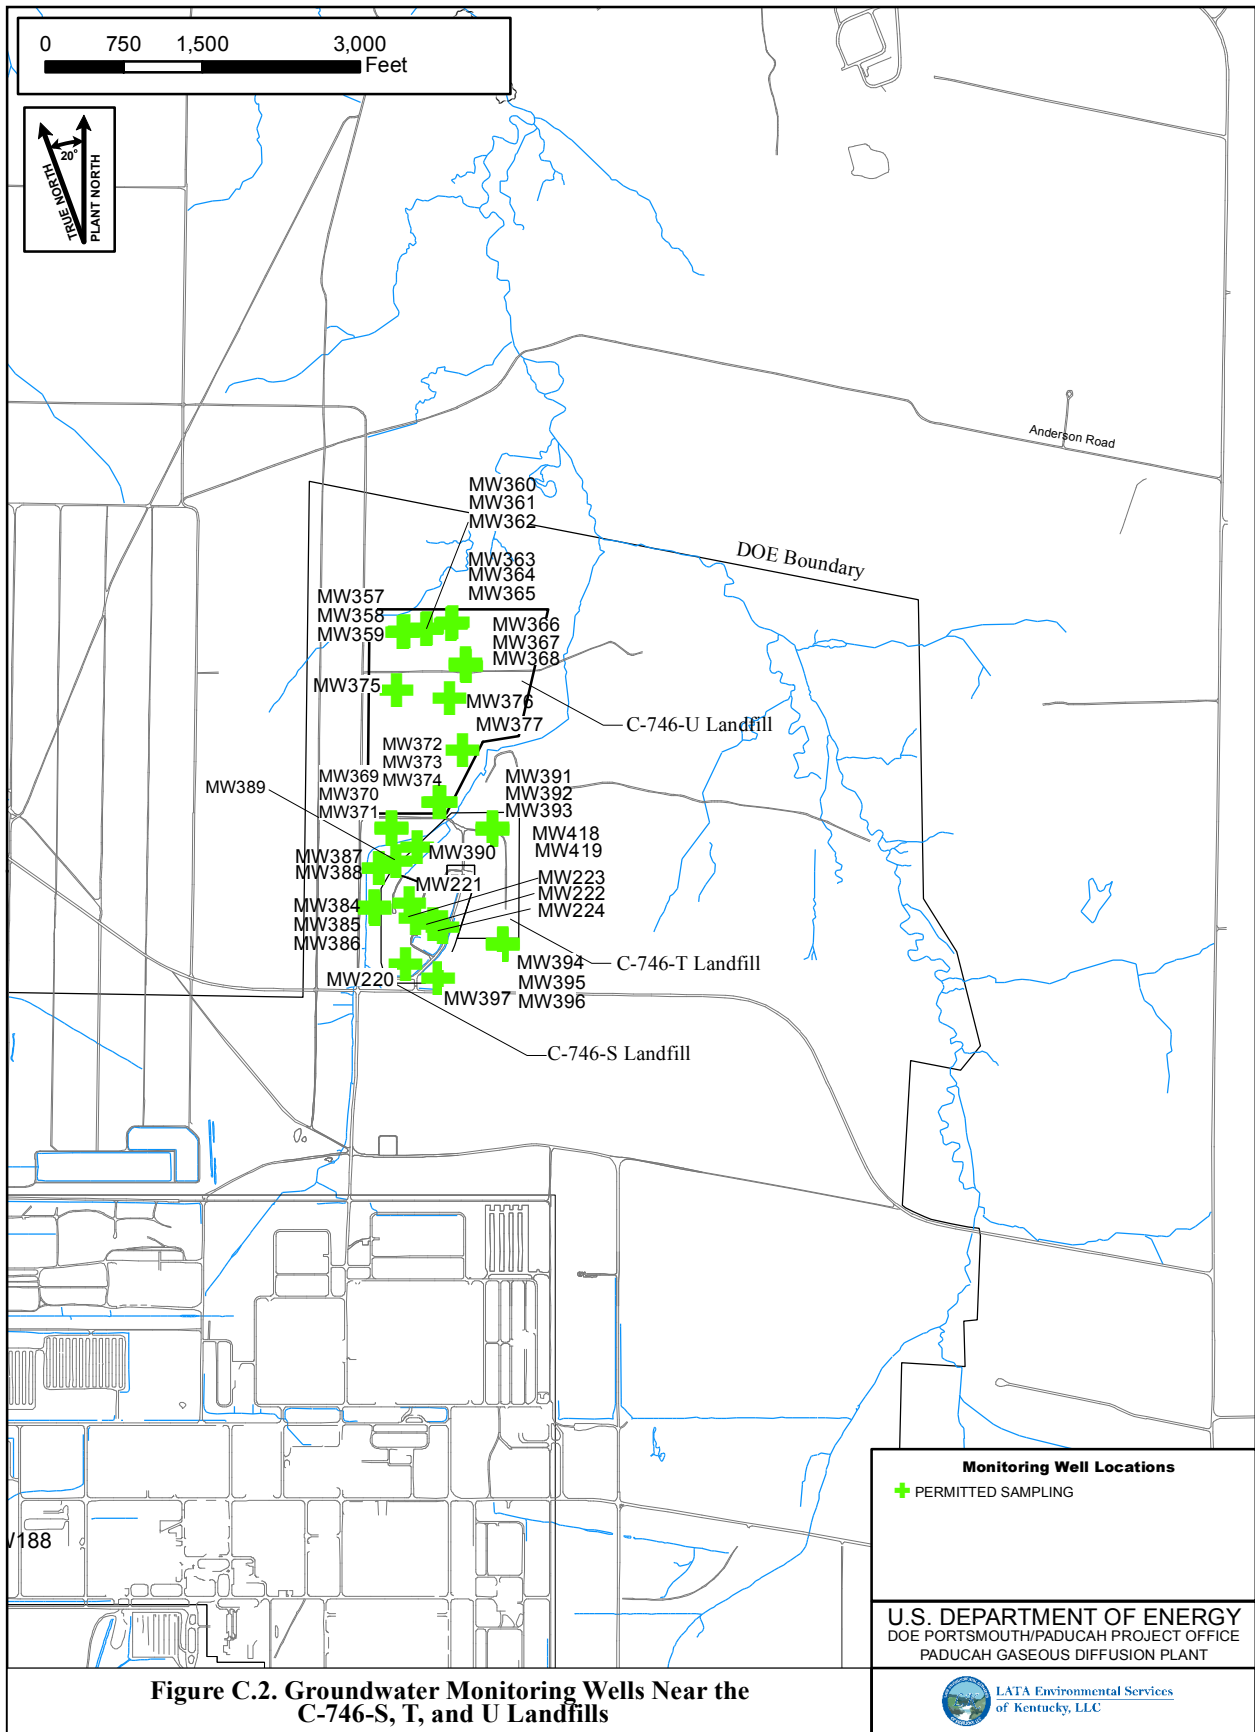 0 750 1,500 3,000
Feet
20°
TRUE NORTH
PLANT NORTH
Anderson Road
MW360
MW361
MW362
DOE Boundary
MW363
MW364
MW365
MW357
MW358
MW359
MW366
MW367
MW368
MW375
MW376
MW377
C-746-U Landfill
MW372
MW373
MW374
MW369
MW370
MW371
MW389
MW391
MW392
MW393
MW418
MW419
MW390
MW387
MW388
MW221
MW223
MW222
MW224
MW384
MW385
MW386
MW220
MW394
MW395
MW396
MW397
C-746-T Landfill
C-746-S Landfill
188
Monitoring Well Locations
PERMITTED SAMPLING
U.S. DEPARTMENT OF ENERGY
DOE PORTSMOUTH/PADUCAH PROJECT OFFICE
PADUCAH GASEOUS DIFFUSION PLANT
LATA Environmental Services
of Kentucky, LLC
Figure C.2. Groundwater Monitoring Wells Near the
C-746-S, T, and U Landfills